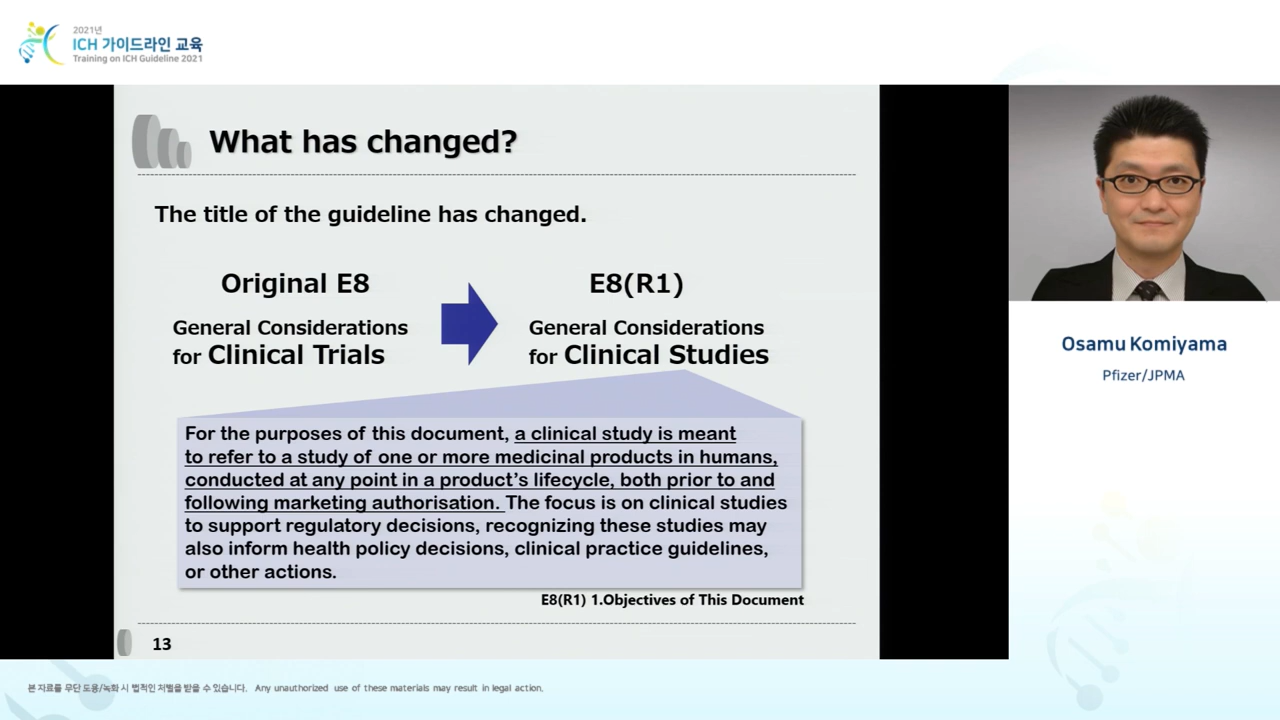 2021년
ICH 가이드라인 교육
Training on ICH Guideline 2021
What has changed?
The title of the guideline has changed.
Original E8
General Considerations
for Clinical Trials
E8(R1)
General Considerations
for Clinical Studies
For the purposes of this document, a clinical study is meant
to refer to a study of one or more medicinal products in humans,
conducted at any point in a product’s lifecycle, both prior to and
following marketing authorisation. The focus is on clinical studies
to support regulatory decisions, recognizing these studies may
also inform health policy decisions, clinical practice guidelines,
or other actions.
E8(R1) 1.Objectives of This Document
13
Osamu Komiyama
Pfizer/JPMA
본 자료를 무단 도용/녹화 시 법적인 처벌을 받을 수 있습니다. Any unauthorized use of these materials may result in legal action.